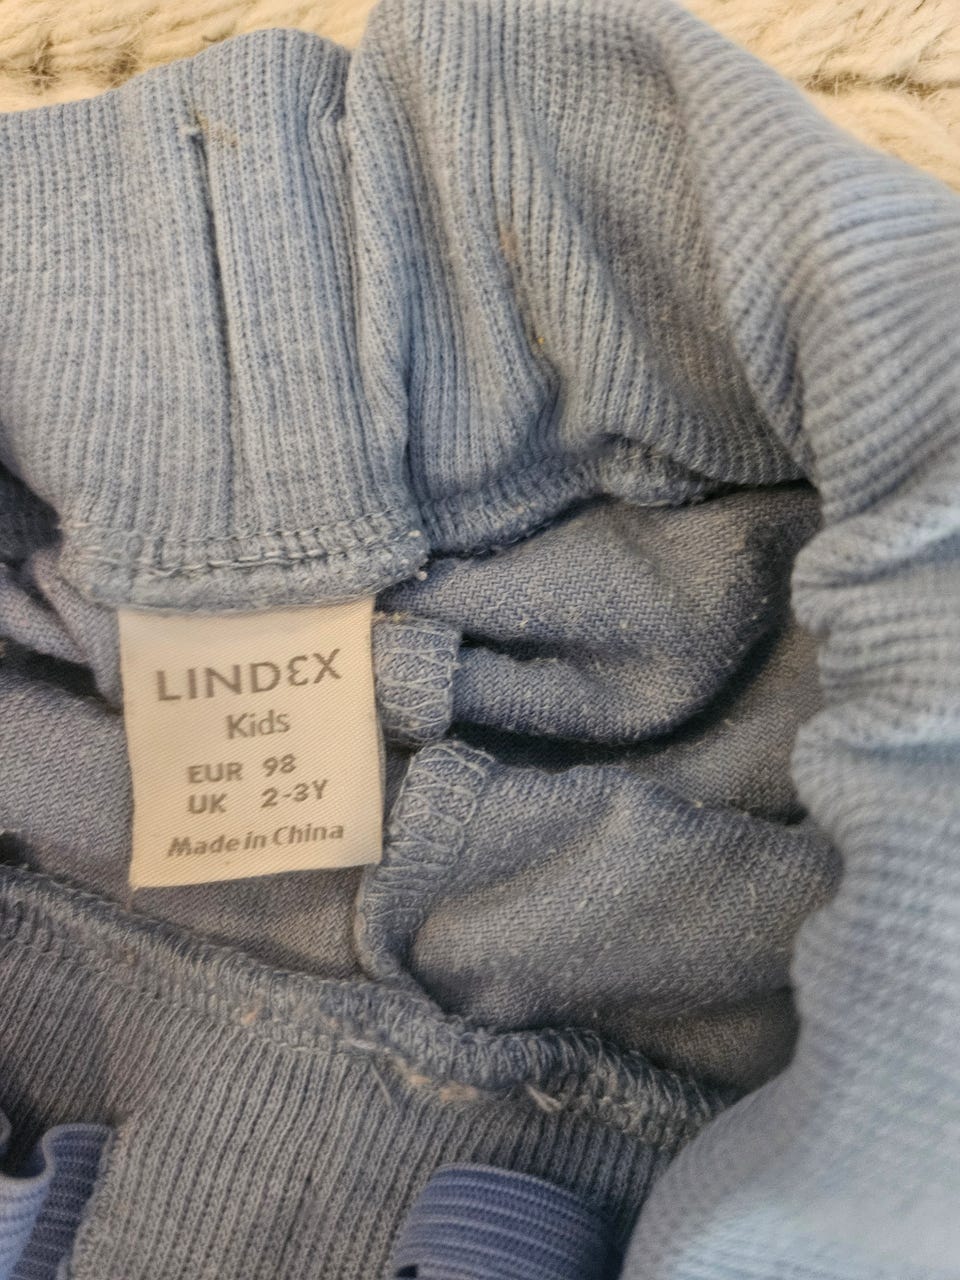 LINDEX
Kids
EUR 98
UK 2-3Y
Made in China